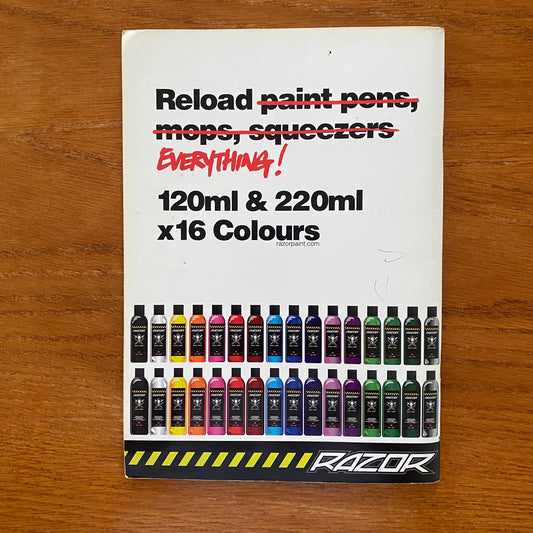 Reload paint pens,
mops, squeezers
EVERYTHING!
120ml & 220ml
x16 Colours
razorpaint.com
RAZOR